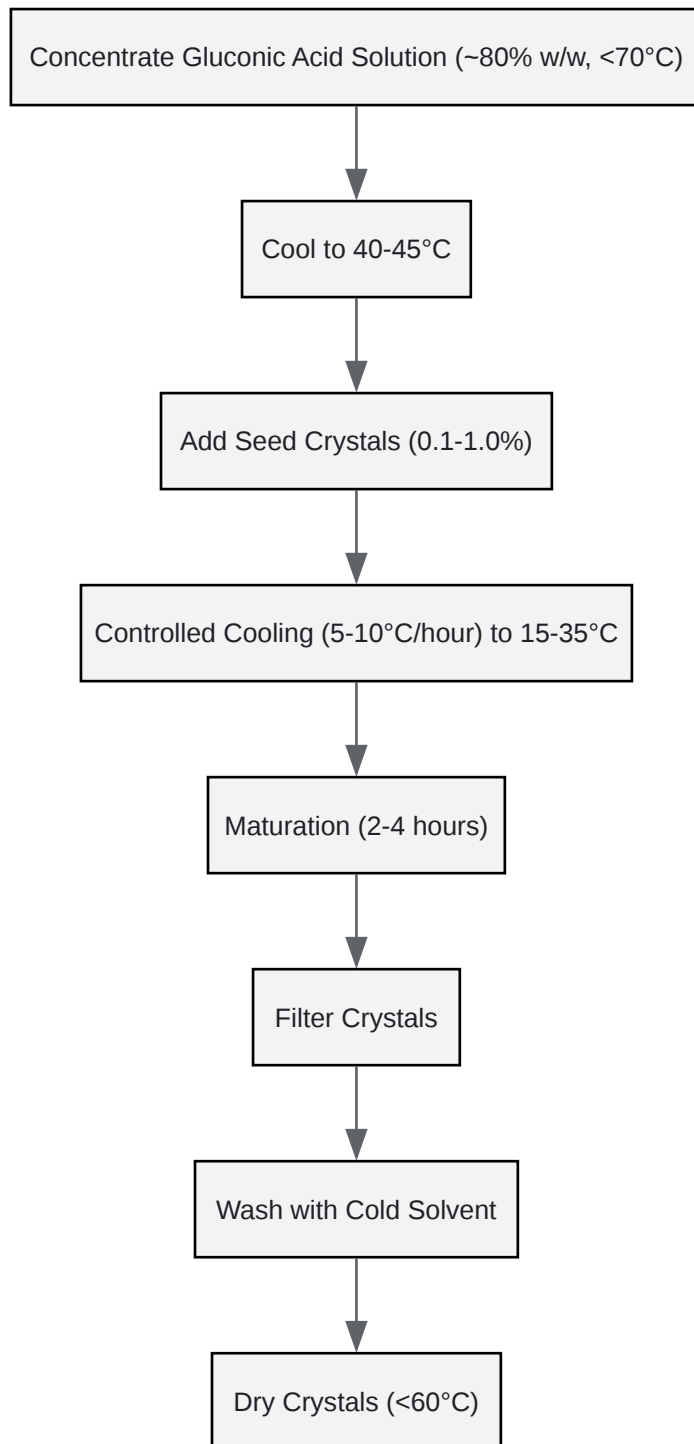 Concentrate Gluconic Acid Solution (~80% w/w, <70°C)
Cool to 40-45°C
Add Seed Crystals (0.1-1.0%)
Controlled Cooling (5-10°C/hour) to 15-35°C
Maturation (2-4 hours)
Filter Crystals
Wash with Cold Solvent
Dry Crystals (<60°C)